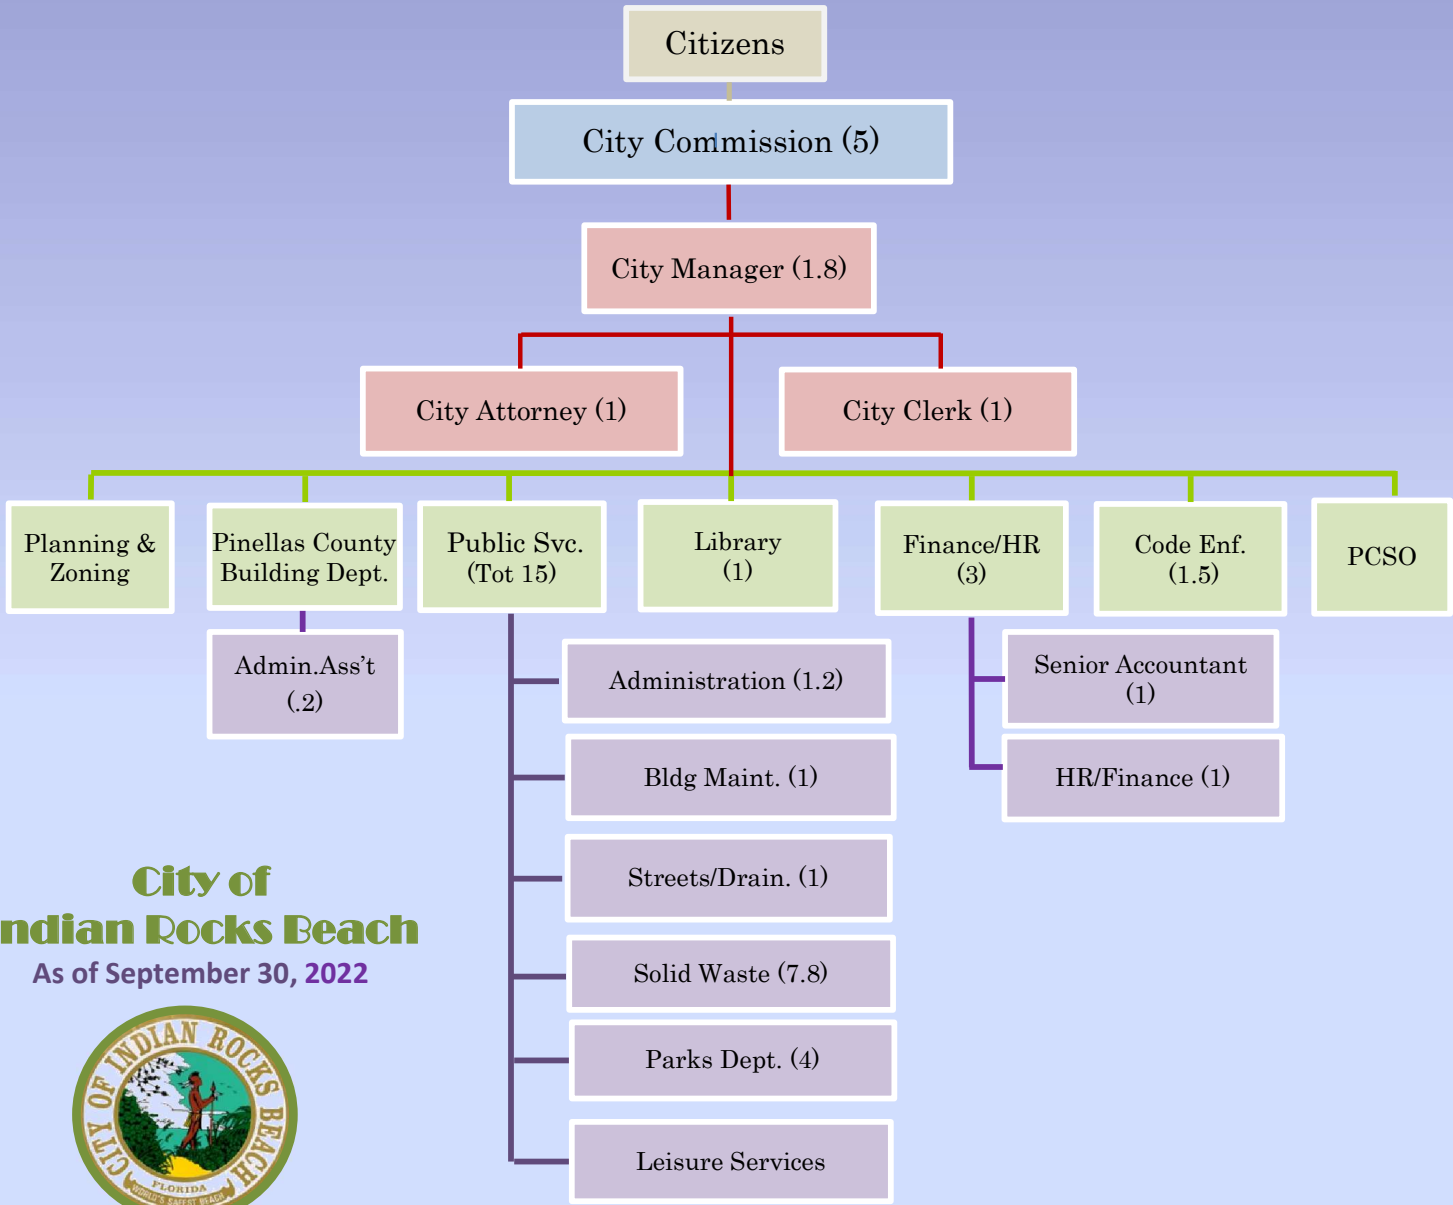 Citizens
City Commission (5)
City Manager (1.8)
City Attorney (1)
City Clerk (1)
Planning &
Zoning
Pinellas County
Building Dept.
Public Svc.
(Tot 15)
Library
(1)
Finance/HR
(3)
Code Enf.
(1.5)
PCSO
Admin.Ass’t
(.2)
Administration (1.2)
Bldg Maint. (1)
Streets/Drain. (1)
Solid Waste (7.8)
Parks Dept. (4)
Leisure Services
Senior Accountant
(1)
HR/Finance (1)
City of
ndian Rocks Beach
As of September 30, 2022
CITY OF INDIAN ROCKS BEACH
FLORIDA
WORLD'S SAFEST BEACH